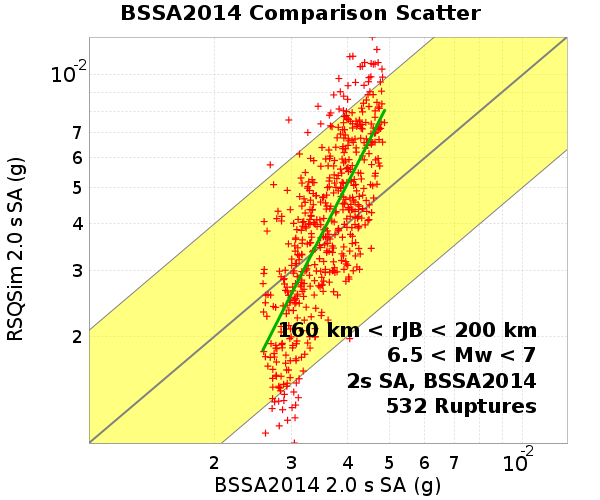 BSSA2014 Comparison Scatter
RSQSim 2.0 s SA (g)
10⁻²
7
6
5
4
3
2
160 km < rJB < 200 km
6.5 < Mw < 7
2s SA, BSSA2014
532 Ruptures
2 3 4 5 6 7 10⁻²
BSSA2014 2.0 s SA (g)